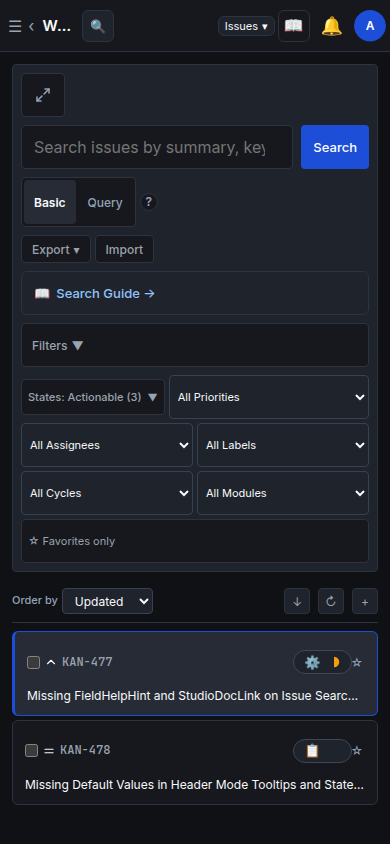 W...
Issues ▾
A
Search issues by summary, key
Search
Basic
Query
?
Export ▾
Import
Search Guide →
Filters ▼
States: Actionable (3) ▼
All Priorities
All Assignees
All Labels
All Cycles
All Modules
☆ Favorites only
Order by
Updated
KAN-477
Missing FieldHelpHint and StudioDocLink on Issue Searc...
KAN-478
Missing Default Values in Header Mode Tooltips and State...